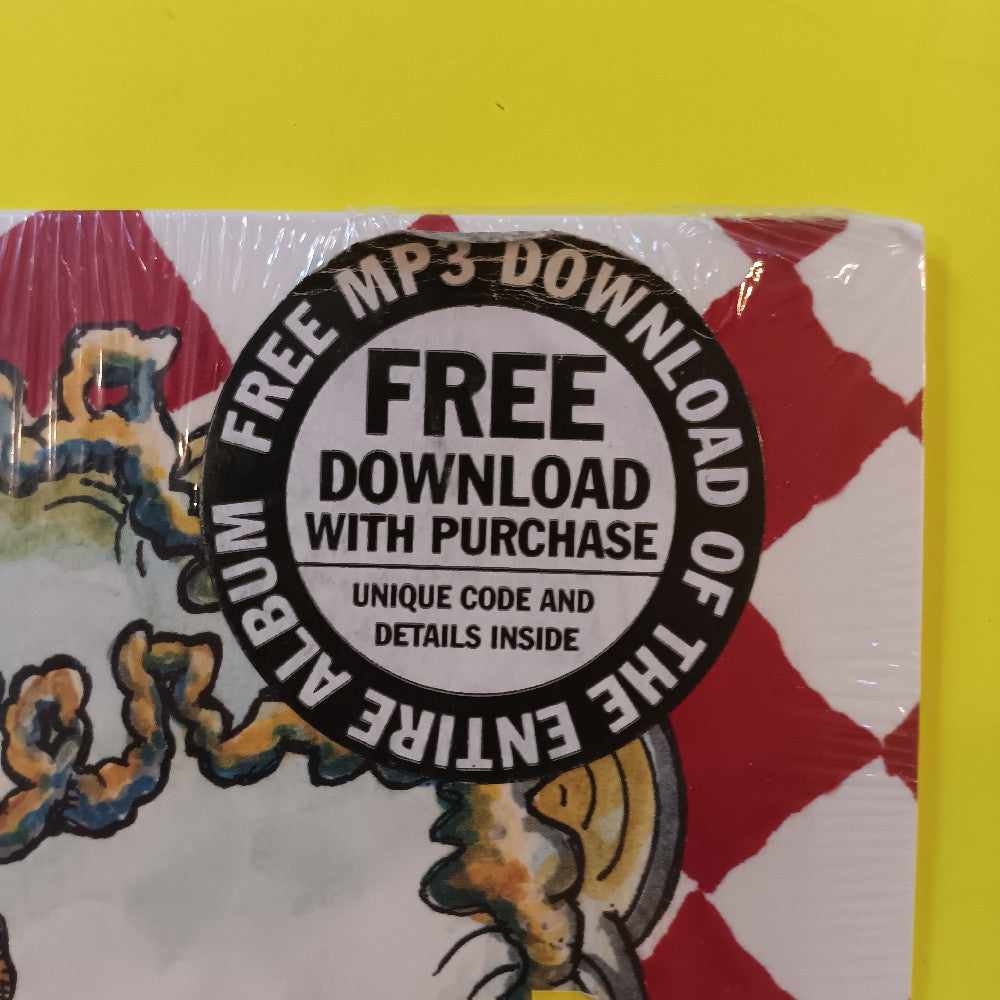 FREE MP3 DOWNLOAD OF THE ENTIRE ALBUM
FREE
DOWNLOAD
WITH PURCHASE
UNIQUE CODE AND
DETAILS INSIDE